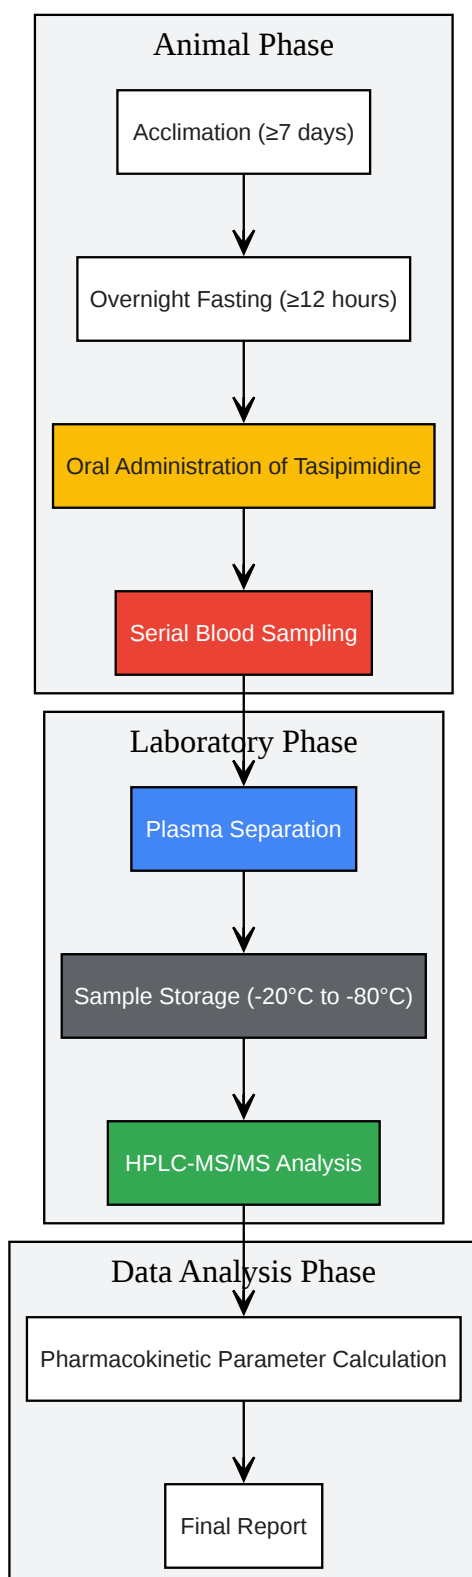 Animal Phase
Acclimation (≥7 days)
Overnight Fasting (≥12 hours)
Oral Administration of Tasipimidine
Serial Blood Sampling
Laboratory Phase
Plasma Separation
Sample Storage (-20°C to -80°C)
HPLC-MS/MS Analysis
Data Analysis Phase
Pharmacokinetic Parameter Calculation
Final Report